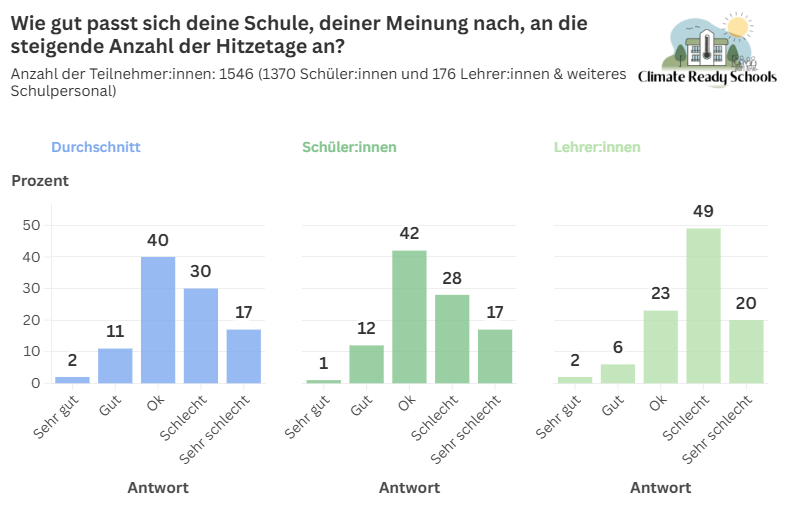 Wie gut passt sich deine Schule, deiner Meinung nach, an die
steigende Anzahl der Hitzetage an?
Anzahl der Teilnehmer:innen: 1546 (1370 Schüler:innen und 176 Lehrer:innen & weiteres
Schulpersonal)
Climate Ready Schools
Durchschnitt
Schüler:innen
Lehrer:innen
Prozent
50
40
30
20
10
0
2
11
40
30
17
1
12
42
28
17
2
6
23
49
20
Sehr gut
Gut
Ok
Schlecht
Sehr schlecht
Sehr gut
Gut
Ok
Schlecht
Sehr schlecht
Sehr gut
Gut
Ok
Schlecht
Sehr schlecht
Antwort
Antwort
Antwort